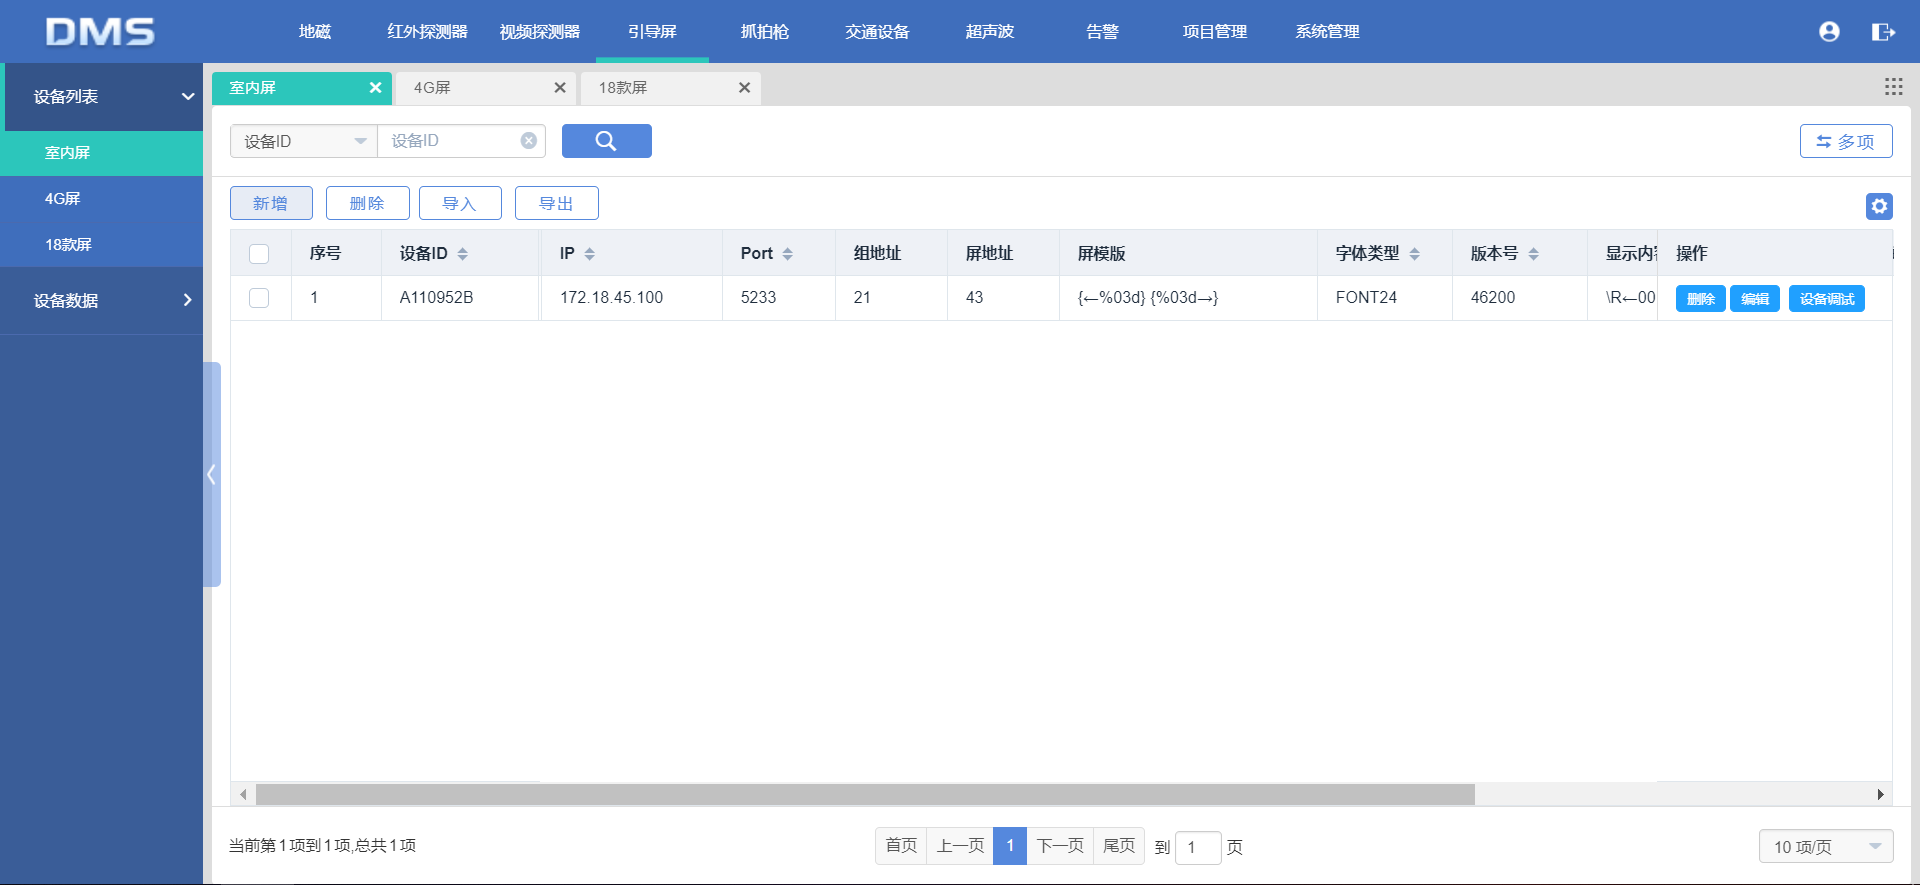 DMS
地磁 红外探测器 视频探测器 引导屏 抓拍枪 交通设备 超声波 告警 项目管理 系统管理
设备列表
室内屏
4G屏
18款屏
设备数据
室内屏 4G屏 18款屏
设备ID 设备ID 多项
新增 删除 导入 导出
序号 设备ID IP Port 组地址 屏地址 屏模版 字体类型 版本号 显示内容 操作
1 A110952B 172.18.45.100 5233 21 43 {←%03d} {%03d→} FONT24 46200 \R←00 删除 编辑 设备调试
当前第1项到1项,总共1项 首页 上一页 1 下一页 尾页 到 1 页 10 项/页